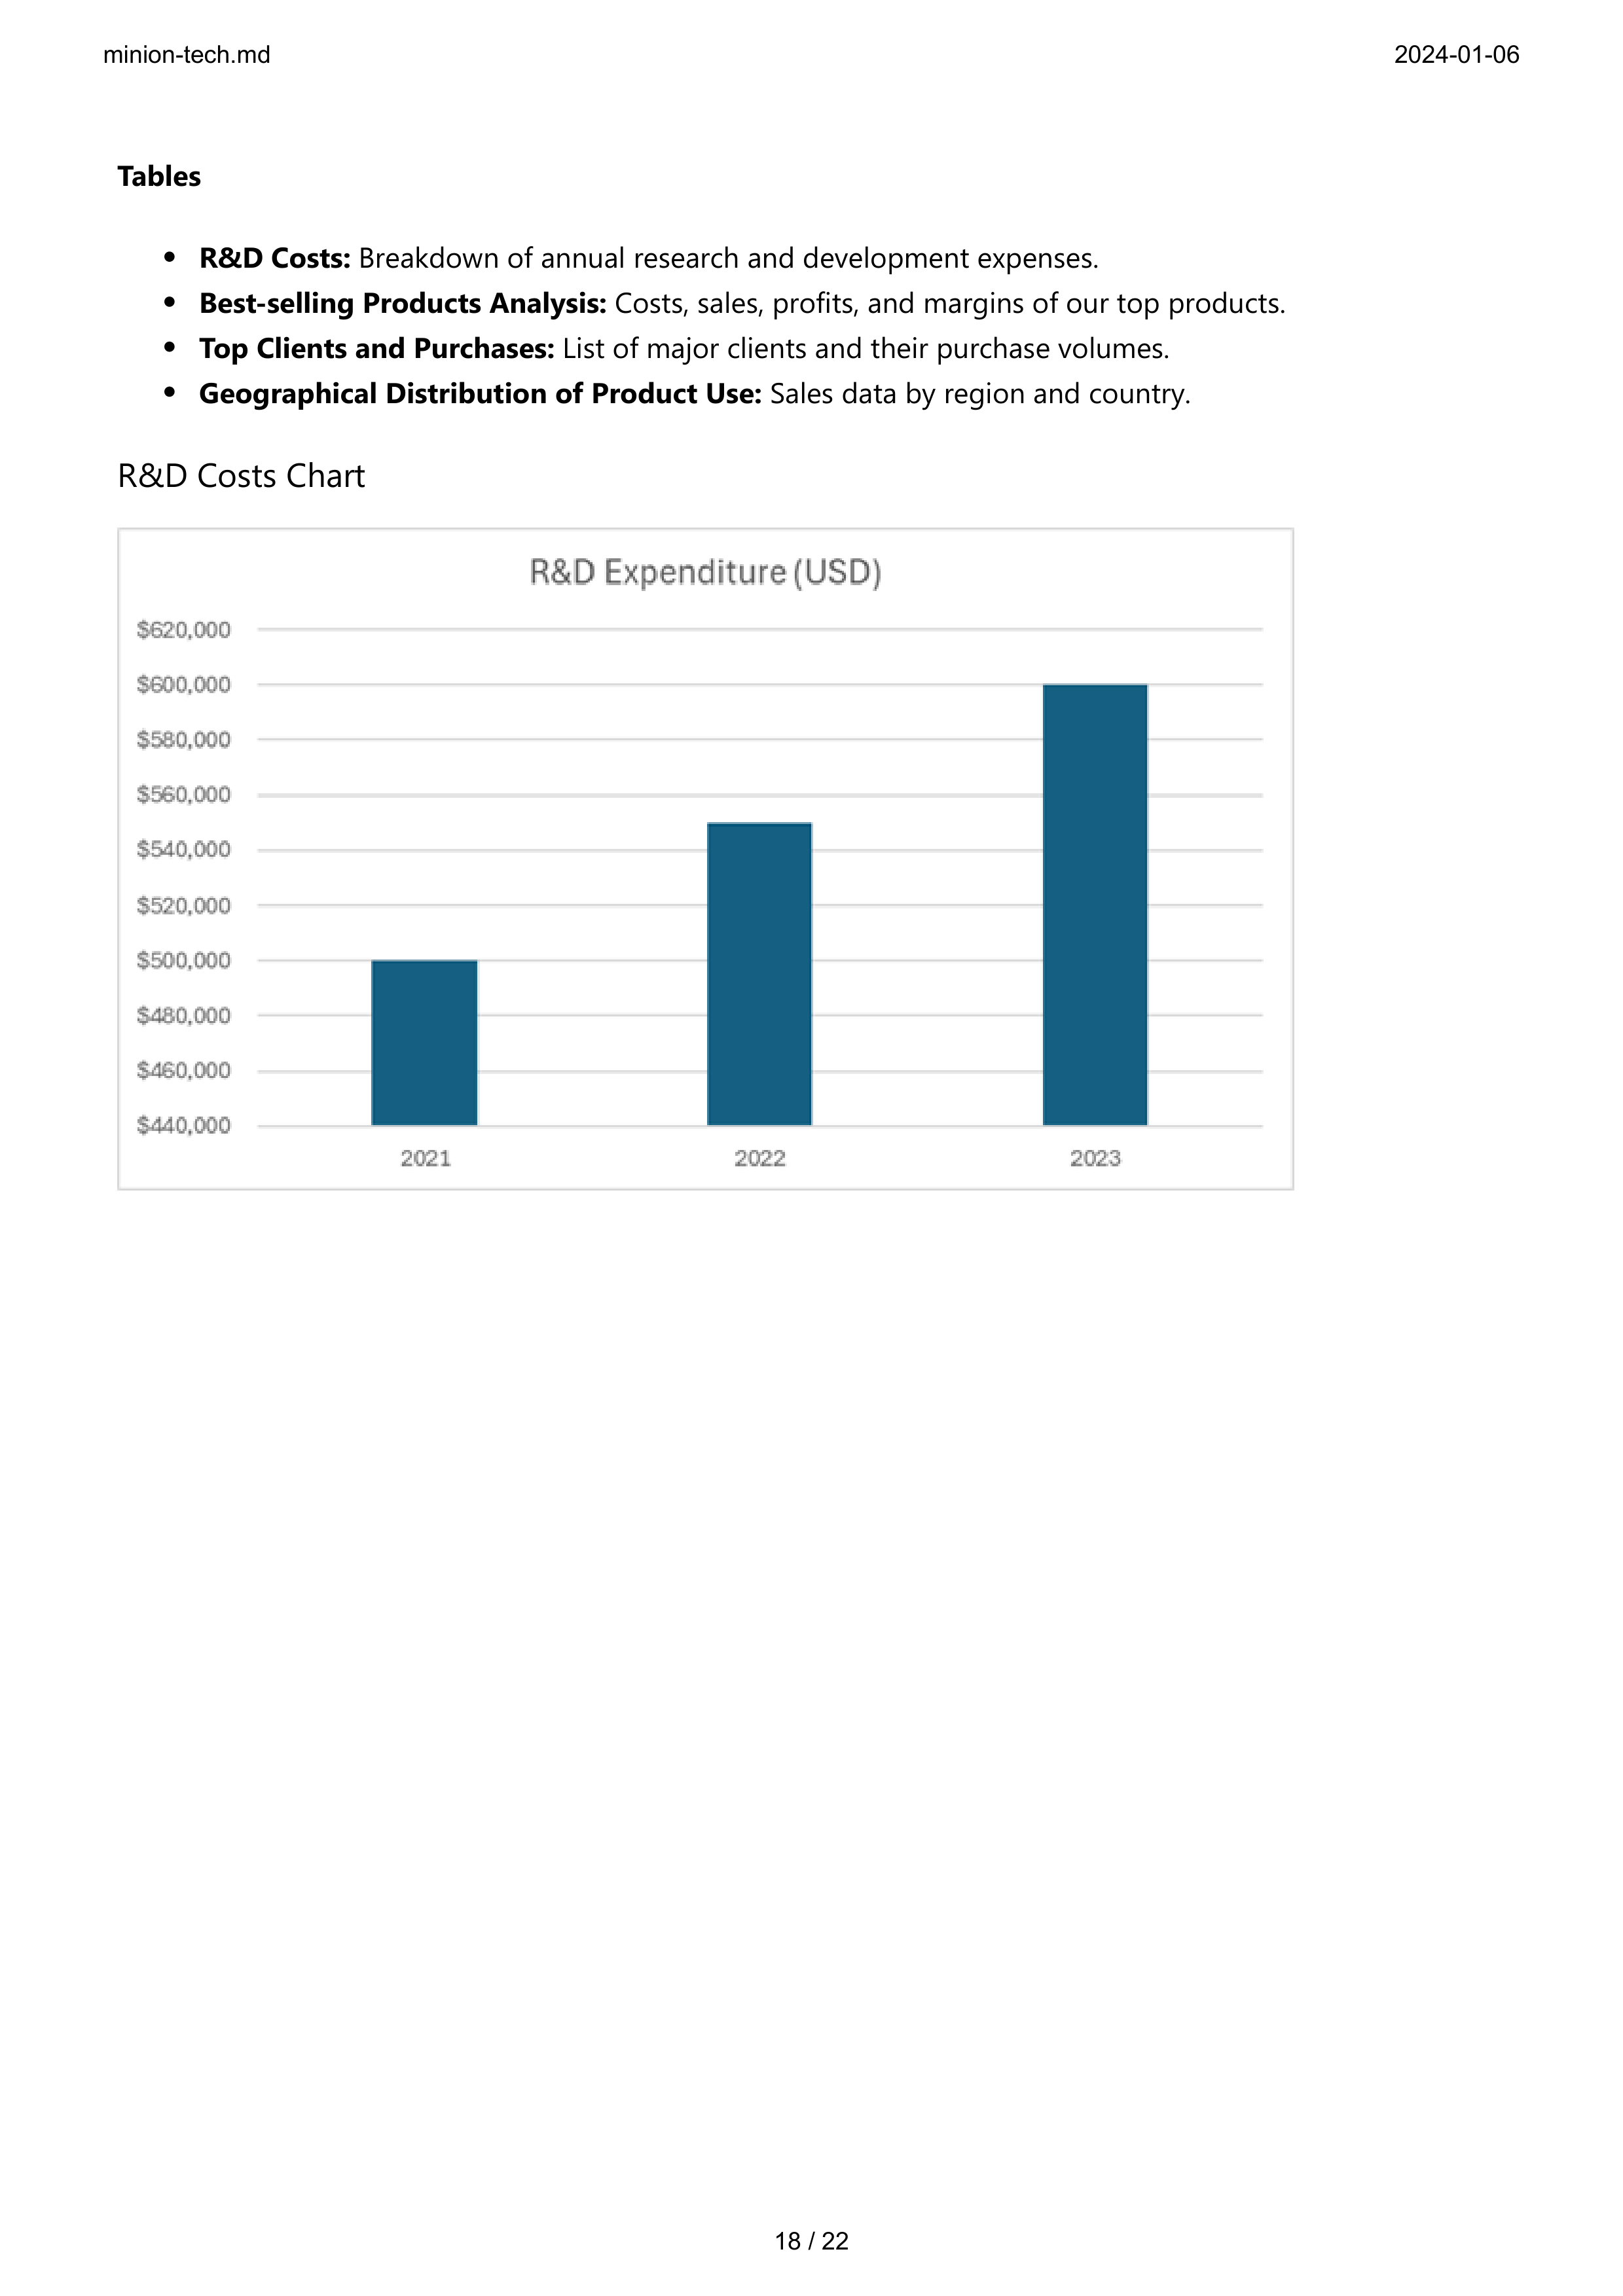 minion-tech.md 2024-01-06
Tables
• R&D Costs: Breakdown of annual research and development expenses.
• Best-selling Products Analysis: Costs, sales, profits, and margins of our top products.
• Top Clients and Purchases: List of major clients and their purchase volumes.
• Geographical Distribution of Product Use: Sales data by region and country.
R&D Costs Chart
R&D Expenditure (USD)
$620,000
$600,000
$580,000
$560,000
$540,000
$520,000
$500,000
$480,000
$460,000
$440,000
2021 2022 2023
18 / 22